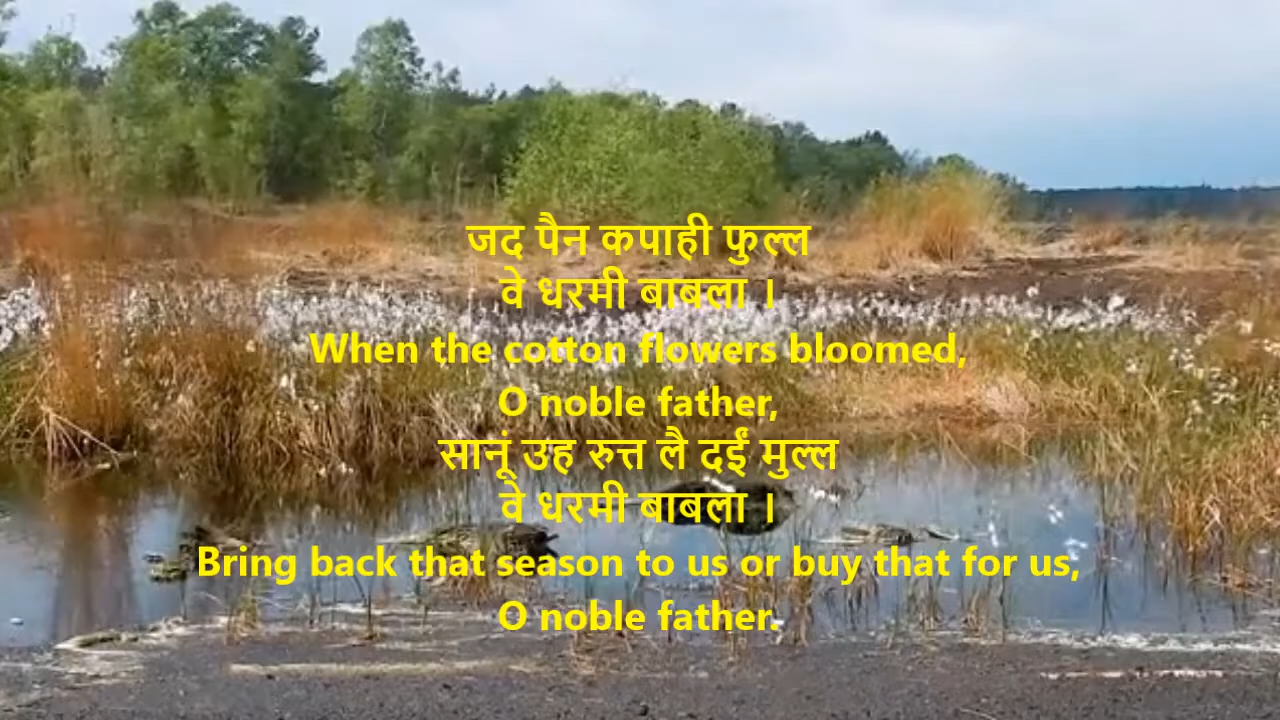 जद पैन कपाही फुल्ल
वे धरमी बाबला ।
When the cotton flowers bloomed,
O noble father,
सानूं उह रुत्त लै दईं मुल्ल
वे धरमी बाबला ।
Bring back that season to us or buy that for us;
O noble father.